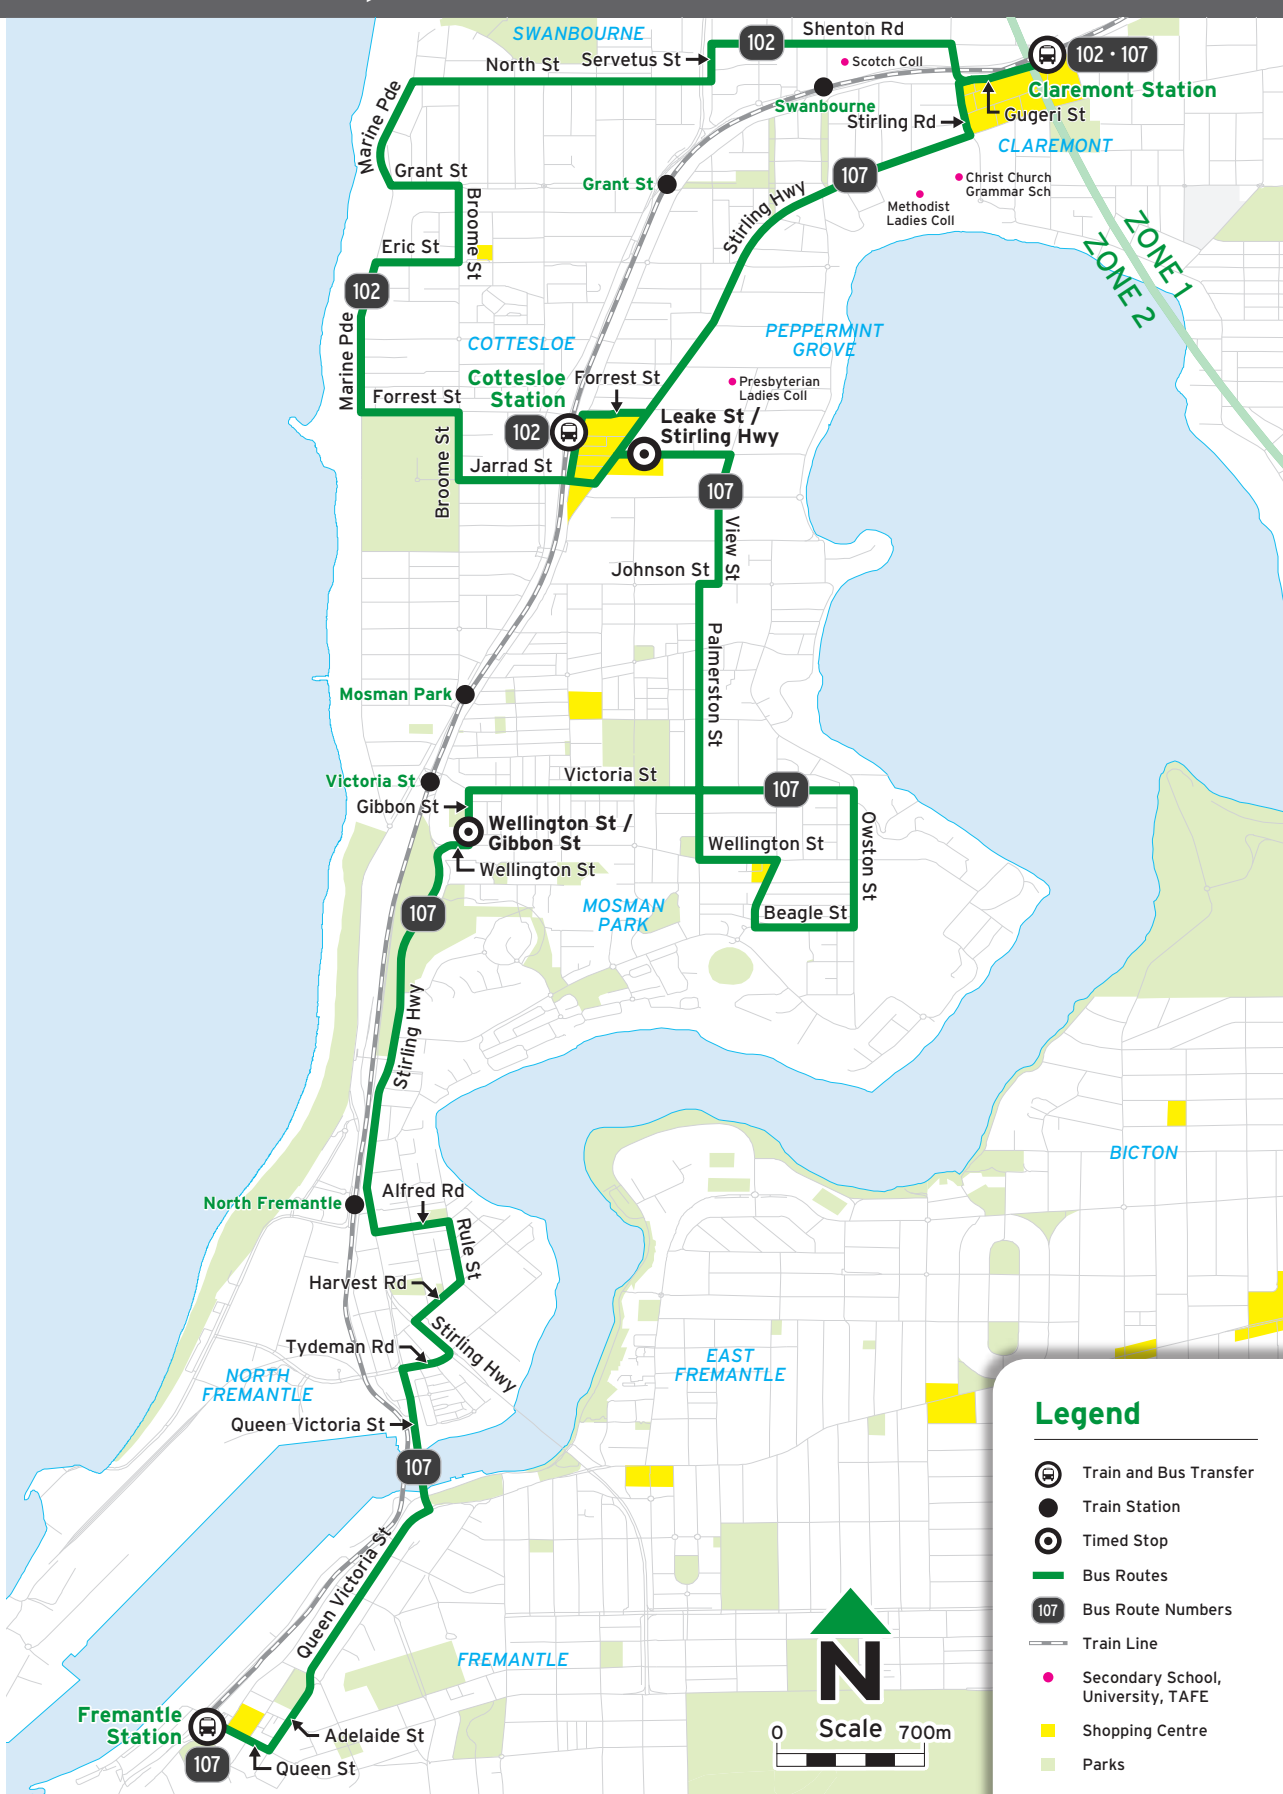 SWANBOURNE
Shenton Rd
102
Servetus St
North St
Scotch Coll
102 · 107
Claremont Station
Swanbourne
Stirling Rd
Gugeri St
CLAREMONT
Marine Pde
Grant St
Grant St
107
Christ Church
Grammar Sch
Methodist
Ladies Coll
Broome St
Stirling Hwy
ZONE 1
ZONE 2
Eric St
102
Marine Pde
COTTESLOE
PEPPERMINT
GROVE
Cottesloe
Station
Forrest St
Presbyterian
Ladies Coll
Forrest St
102
Leake St /
Stirling Hwy
Broome St
Jarrad St
107
View St
Johnson St
Palmerston St
Mosman Park
Victoria St
Victoria St
107
Gibbon St
Wellington St /
Gibbon St
Wellington St
Owston St
Wellington St
107
MOSMAN
PARK
Beagle St
Stirling Hwy
BICTON
North Fremantle
Alfred Rd
Rule St
Harvest Rd
Stirling Hwy
Tydeman Rd
NORTH
FREMANTLE
EAST
FREMANTLE
Queen Victoria St
107
Queen Victoria St
FREMANTLE
Fremantle
Station
107
Adelaide St
Queen St
N
0 Scale 700m
Legend
Train and Bus Transfer
Train Station
Timed Stop
Bus Routes
107 Bus Route Numbers
Train Line
Secondary School,
University, TAFE
Shopping Centre
Parks